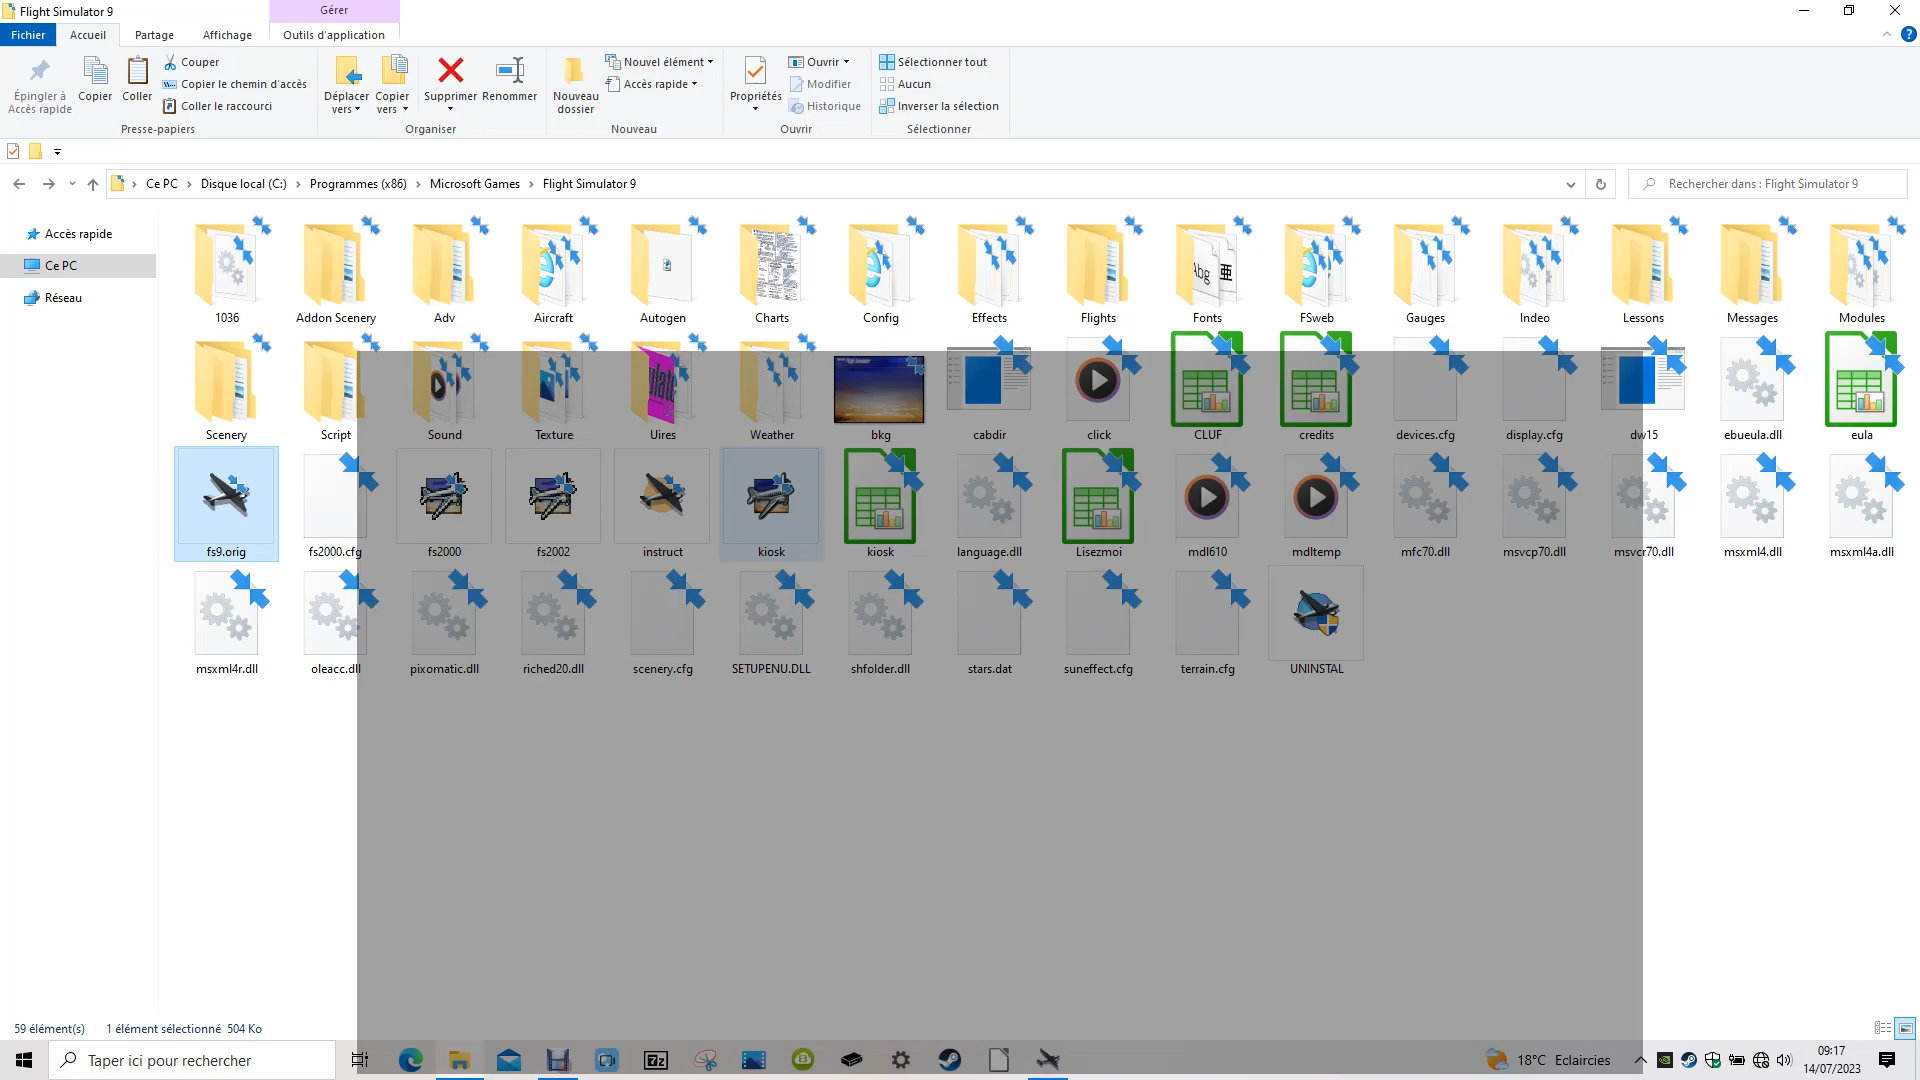 Flight Simulator 9
Gérer
Fichier
Accueil
Partage
Affichage
Outils d'application
Épingler à
Accès rapide
Copier
Coller
Couper
Copier le chemin d'accès
Coller le raccourci
Presse-papiers
Déplacer
vers
Copier
vers
Supprimer
Renommer
Organiser
Nouveau
dossier
Nouvel élément
Accès rapide
Nouveau
Propriétés
Ouvrir
Modifier
Historique
Ouvrir
Sélectionner tout
Aucun
Inverser la sélection
Sélectionner
Ce PC › Disque local (C:) › Programmes (x86) › Microsoft Games › Flight Simulator 9
Rechercher dans : Flight Simulator 9
Accès rapide
Ce PC
Réseau
1036 Addon Scenery Adv Aircraft Autogen Charts Config Effects Flights Fonts FSweb Gauges Indeo Lessons Messages Modules
Scenery Script Sound Texture Uires Weather bkg cabdir click CLUF credits devices.cfg display.cfg dw15 ebueula.dll eula
fs9.orig fs2000.cfg fs2000 fs2002 instruct kiosk kiosk language.dll Lisezmoi mdl610 mdltemp mfc70.dll msvcp70.dll msvcr70.dll msxml4.dll msxml4a.dll
msxml4r.dll oleacc.dll pixomatic.dll riched20.dll scenery.cfg SETUPENU.DLL shfolder.dll stars.dat suneffect.cfg terrain.cfg UNINSTAL
59 élément(s) 1 élément sélectionné 504 Ko
Taper ici pour rechercher
7z
18°C Eclaircies
09:17
14/07/2023